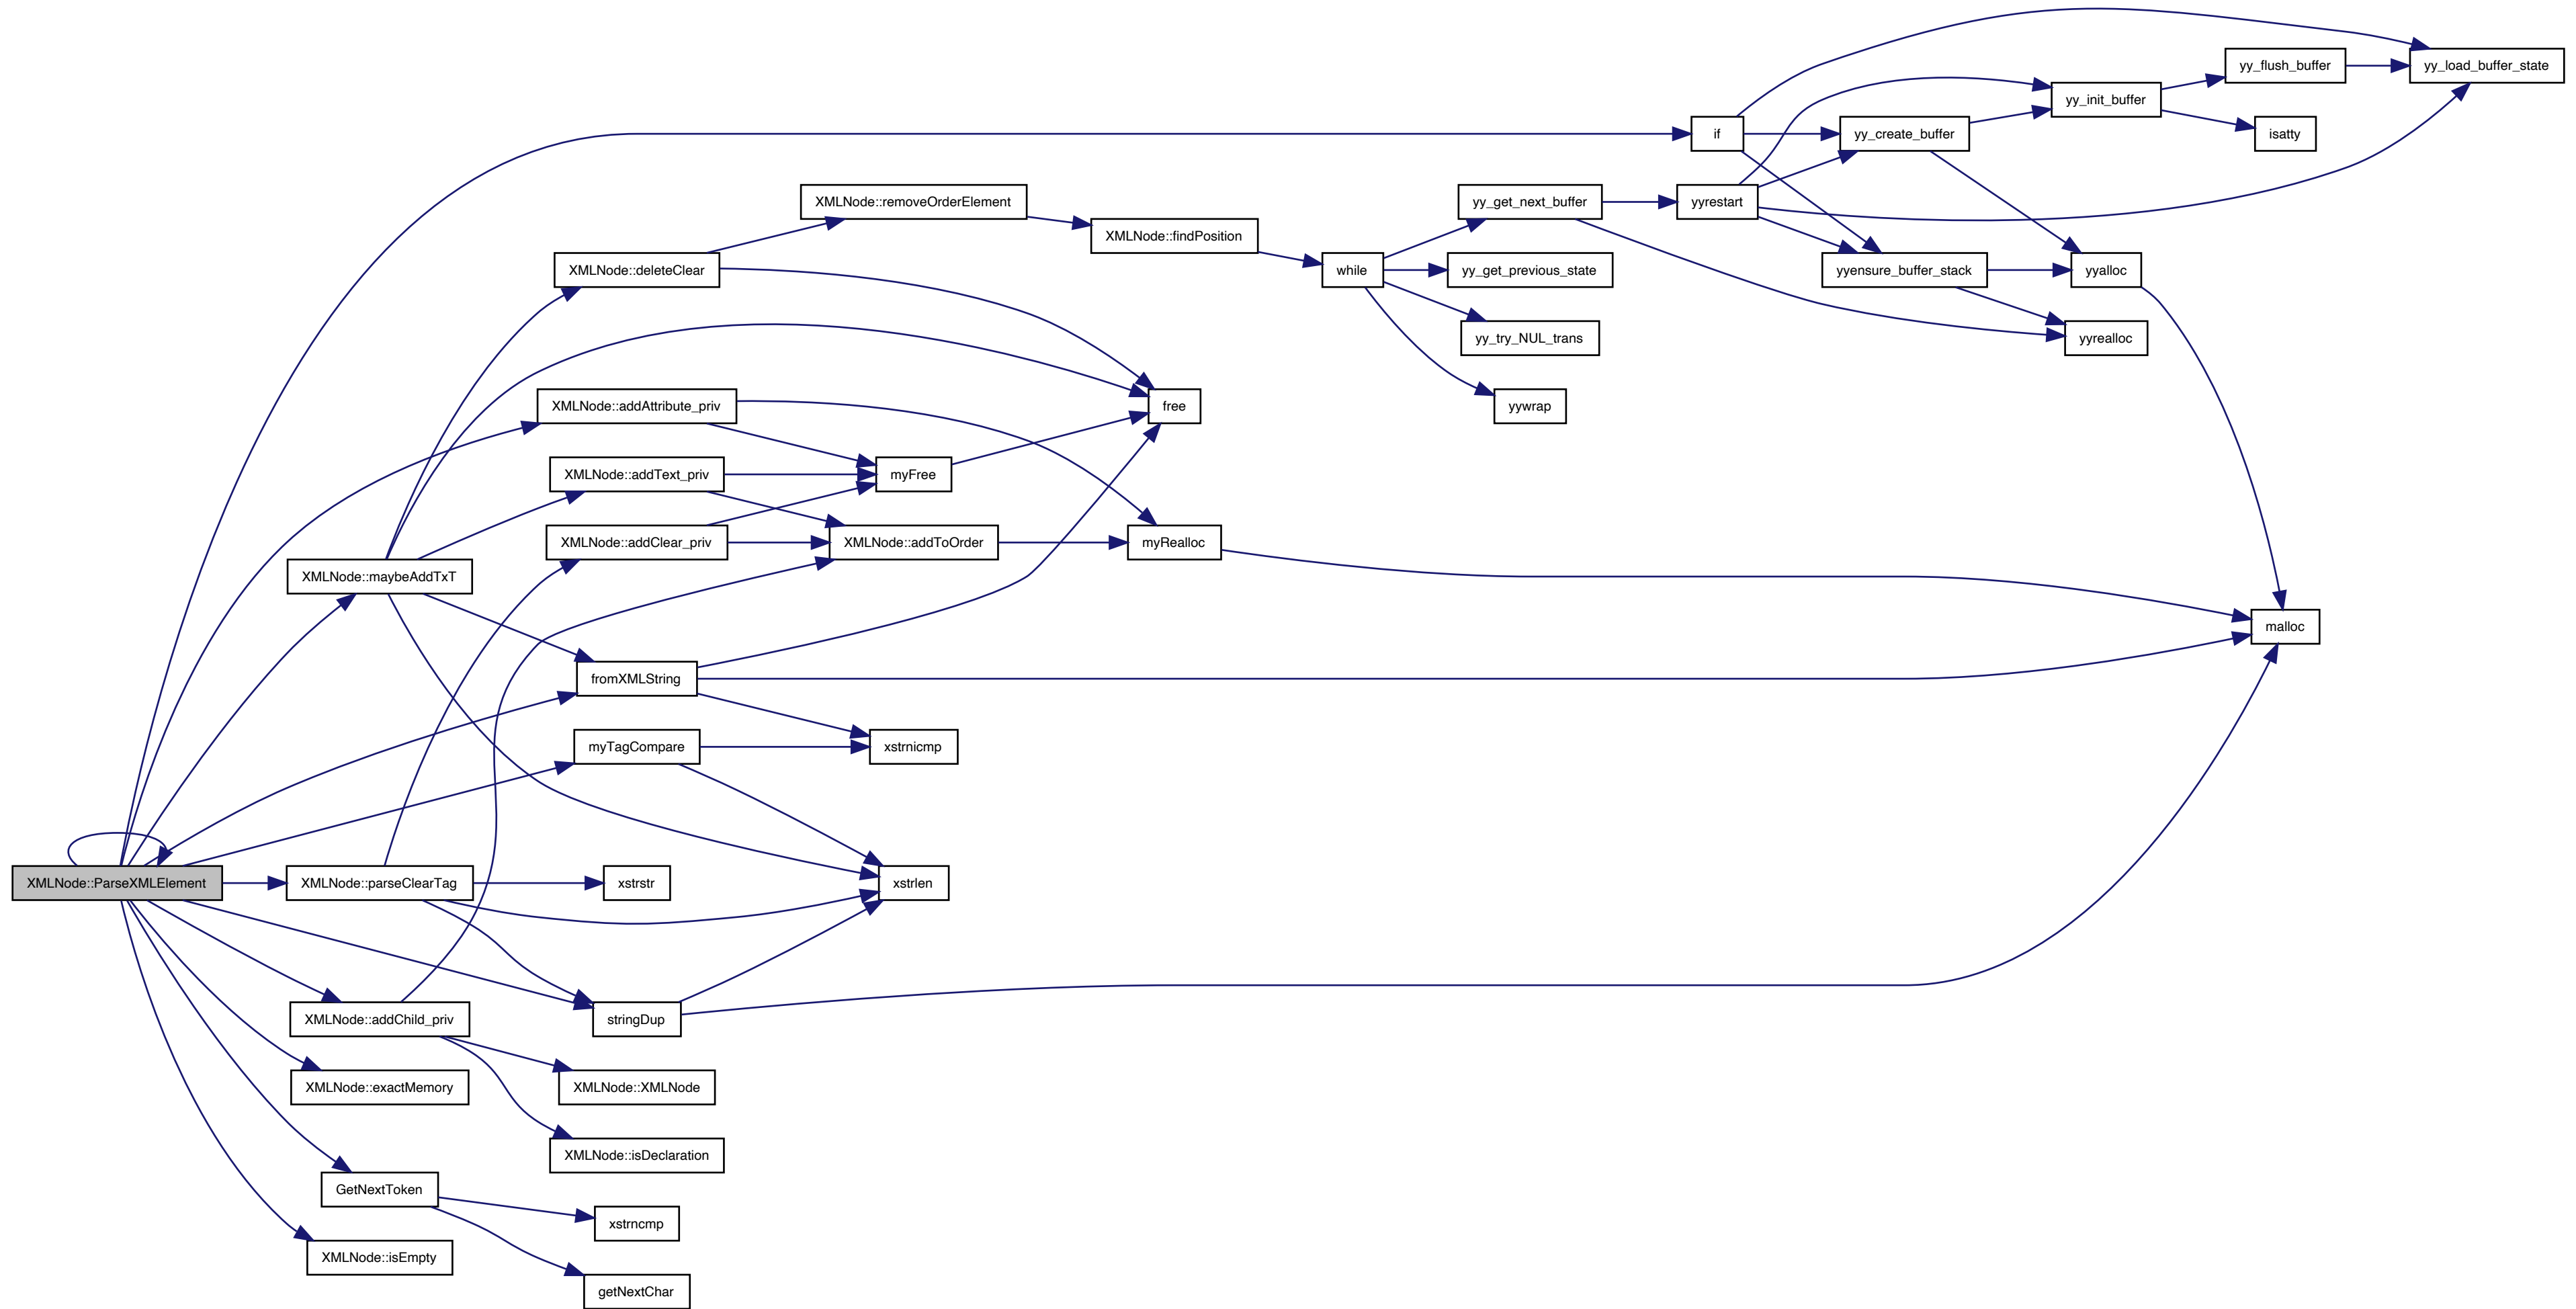 yy_flush_buffer
yy_load_buffer_state
yy_init_buffer
if
yy_create_buffer
isatty
XMLNode::removeOrderElement
yy_get_next_buffer
yyrestart
XMLNode::findPosition
XMLNode::deleteClear
while
yy_get_previous_state
yyensure_buffer_stack
yyalloc
yy_try_NUL_trans
yyrealloc
XMLNode::addAttribute_priv
free
yywrap
XMLNode::addText_priv
myFree
XMLNode::addClear_priv
XMLNode::addToOrder
myRealloc
XMLNode::maybeAddTxT
malloc
fromXMLString
myTagCompare
xstrnicmp
XMLNode::ParseXMLElement
XMLNode::parseClearTag
xstrstr
xstrlen
XMLNode::addChild_priv
stringDup
XMLNode::exactMemory
XMLNode::XMLNode
XMLNode::isDeclaration
GetNextToken
xstrncmp
XMLNode::isEmpty
getNextChar